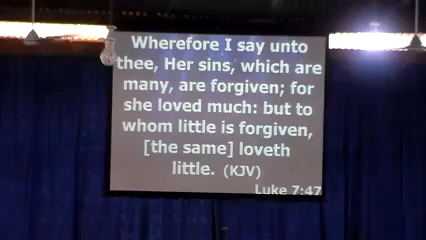 Wherefore I say unto
thee, Her sins, which are
many, are forgiven; for
she loved much: but to
whom little is forgiven,
[the same] loveth
little. (KJV)
Luke 7:47